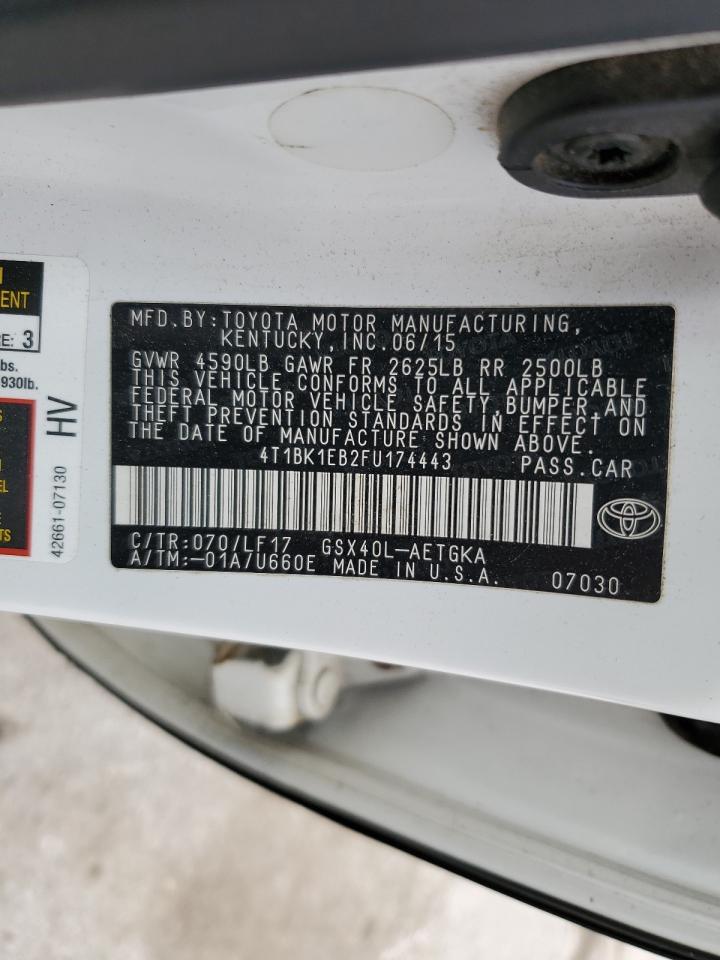 MFD.BY:TOYOTA MOTOR MANUFACTURING,
KENTUCKY, INC.06/15
GVWR 4590LB GAWR FR 2625LB RR 2500LB
THIS VEHICLE CONFORMS TO ALL APPLICABLE
FEDERAL MOTOR VEHICLE SAFETY,BUMPER,AND
THEFT PREVENTION STANDARDS IN EFFECT ON
THE DATE OF MANUFACTURE SHOWN ABOVE.
4T1BK1EB2FU174443 PASS.CAR
C/TR:070/LF17 GSX40L-AETGKA
A/TM:-01A/U660E MADE IN U.S.A. 07030
3
930lb.
HV
42661-07130